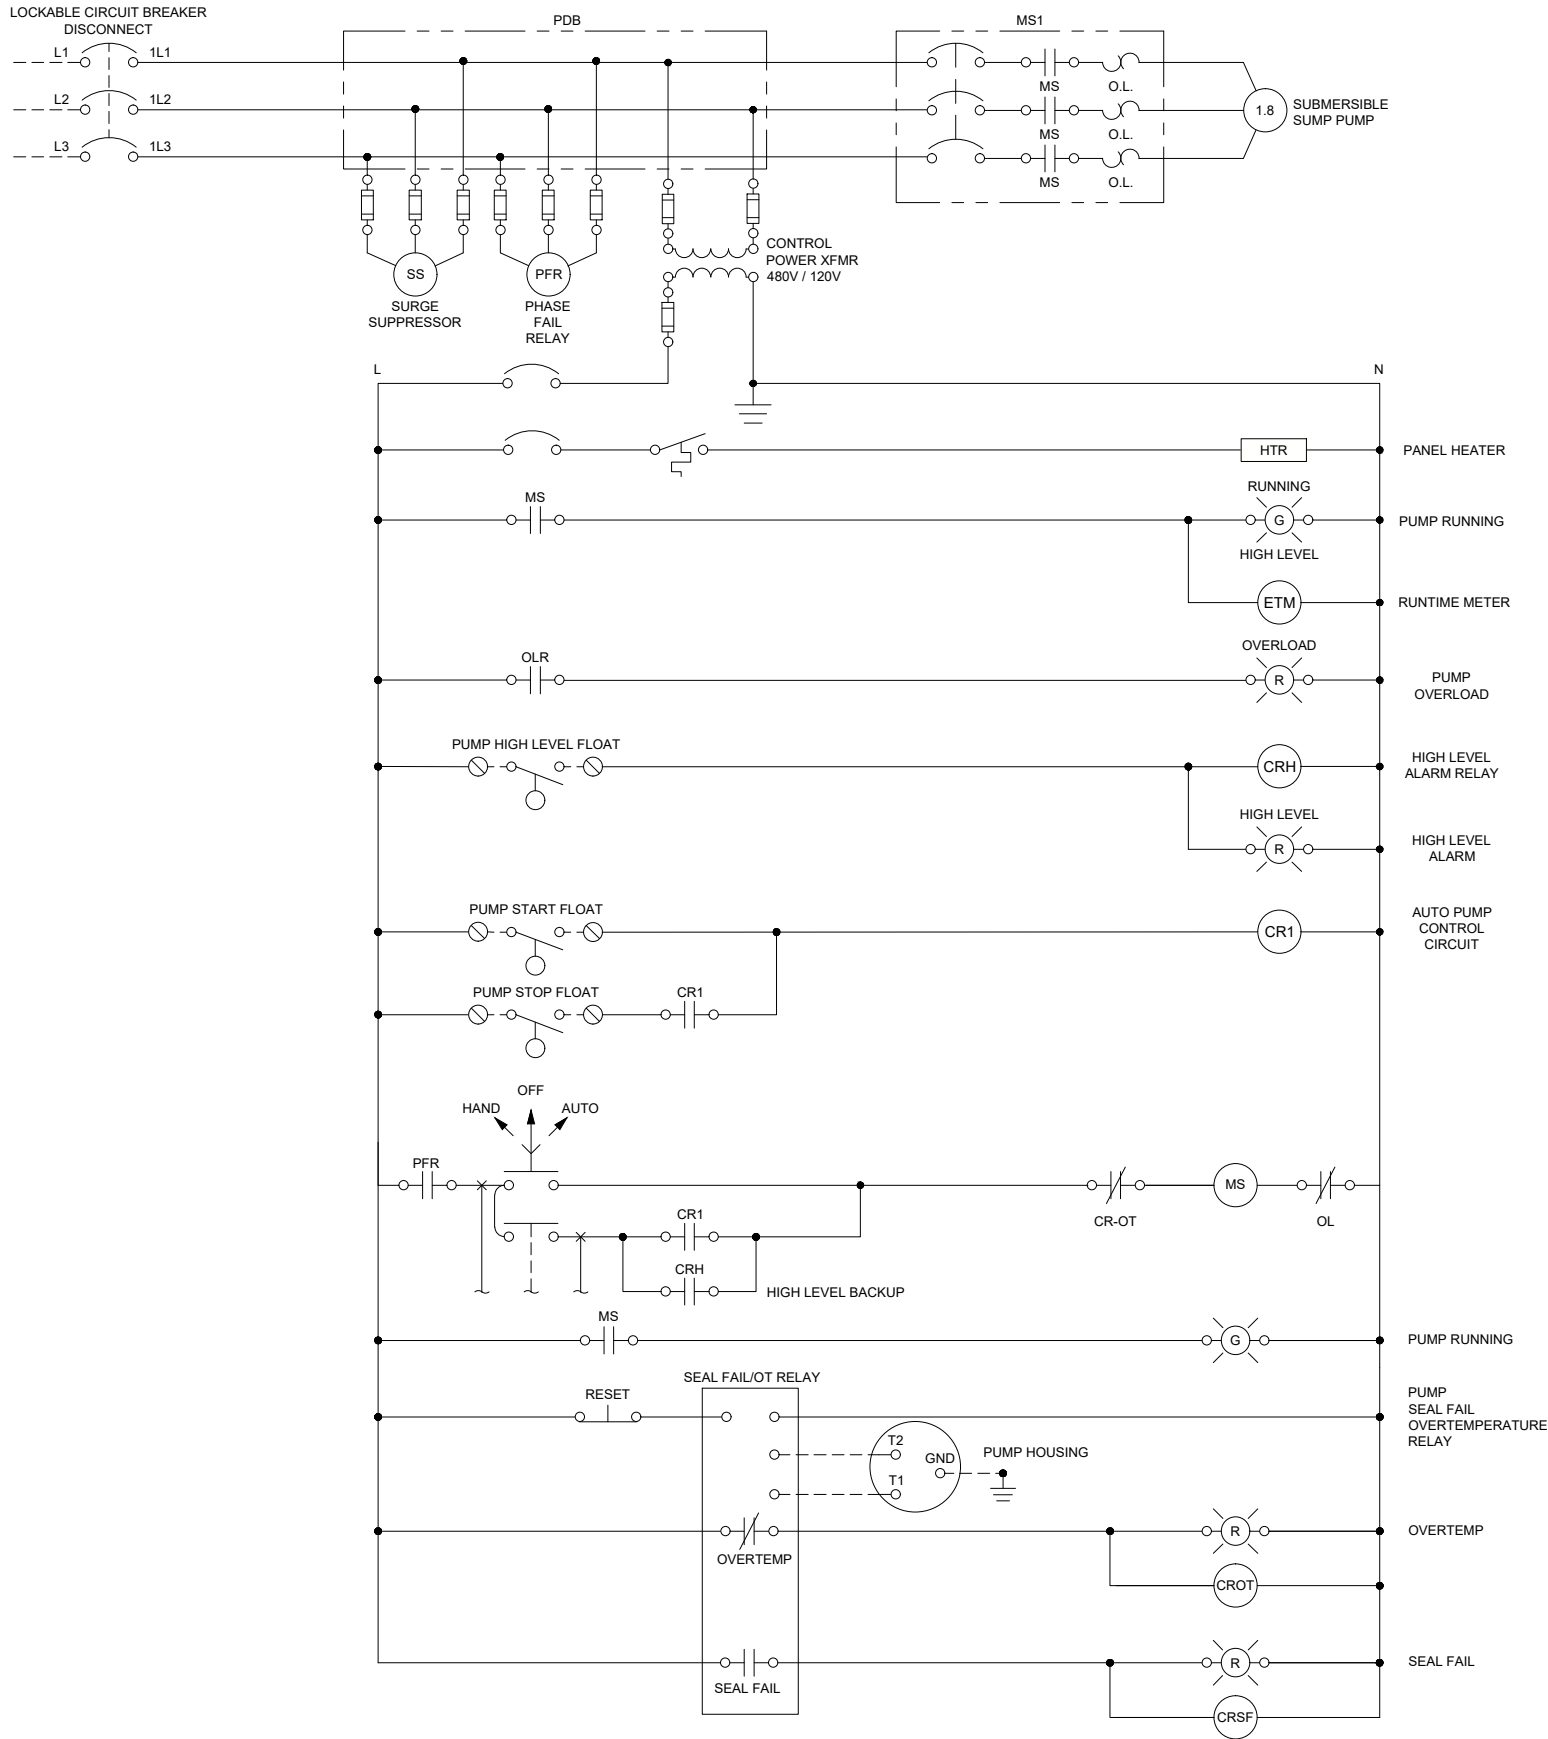 LOCKABLE CIRCUIT BREAKER
DISCONNECT
PDB
MS1
L1
1L1
L2
1L2
L3
1L3
MS
O.L.
MS
O.L.
MS
O.L.
1.8
SUBMERSIBLE
SUMP PUMP
SS
SURGE
SUPPRESSOR
PFR
PHASE
FAIL
RELAY
CONTROL
POWER XFMR
480V / 120V
L
N
HTR
PANEL HEATER
MS
RUNNING
G
HIGH LEVEL
PUMP RUNNING
ETM
RUNTIME METER
OLR
OVERLOAD
R
PUMP
OVERLOAD
PUMP HIGH LEVEL FLOAT
CRH
HIGH LEVEL
ALARM RELAY
HIGH LEVEL
R
HIGH LEVEL
ALARM
PUMP START FLOAT
CR1
AUTO PUMP
CONTROL
CIRCUIT
PUMP STOP FLOAT
CR1
OFF
HAND
AUTO
PFR
CR-OT
MS
OL
CR1
CRH
HIGH LEVEL BACKUP
MS
G
PUMP RUNNING
SEAL FAIL/OT RELAY
RESET
PUMP
SEAL FAIL
OVERTEMPERATURE
RELAY
T2
GND
T1
PUMP HOUSING
OVERTEMP
R
OVERTEMP
CROT
SEAL FAIL
R
SEAL FAIL
CRSF